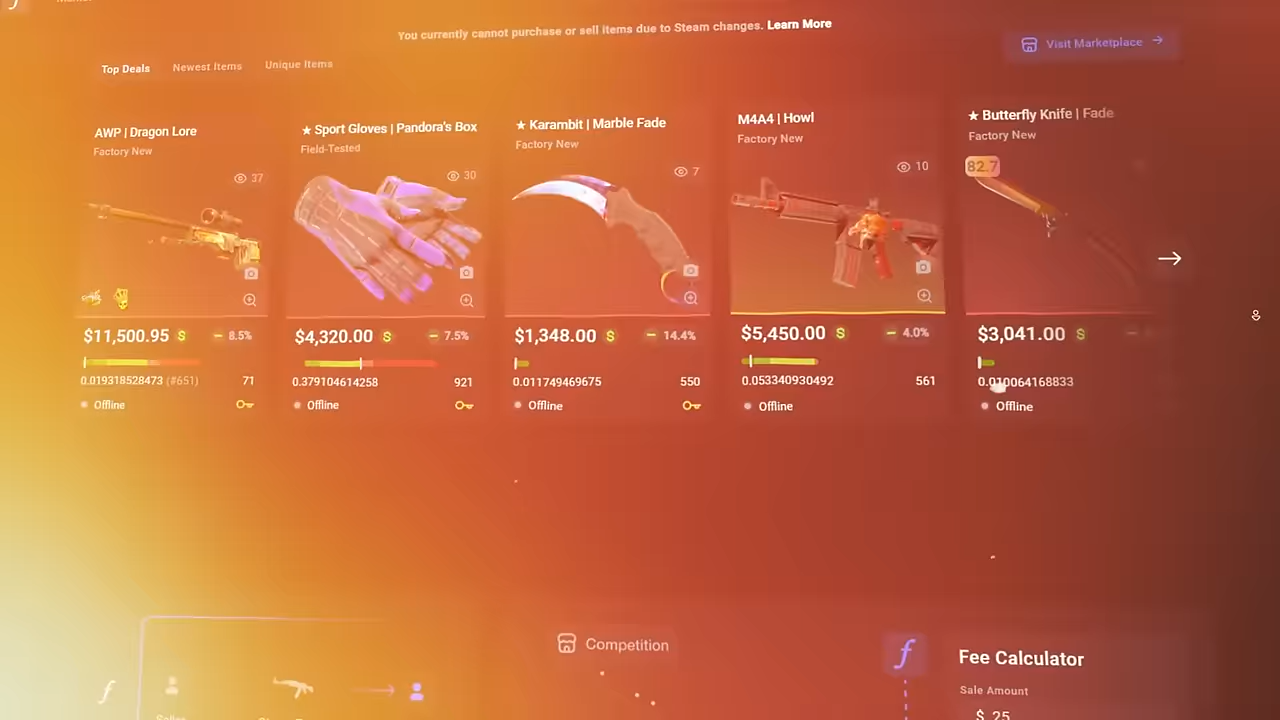 You currently cannot purchase or sell items due to Steam changes. Learn More
Visit Marketplace
Top Deals Newest Items Unique Items
AWP | Dragon Lore
Factory New
37
$11,500.95 S – 8.5%
0.019318528473 (#651) 71
Offline
★ Sport Gloves | Pandora's Box
Field-Tested
30
$4,320.00 S – 7.5%
0.379104614258 921
Offline
★ Karambit | Marble Fade
Factory New
7
$1,348.00 S – 14.4%
0.011749469675 550
Offline
M4A4 | Howl
Factory New
10
$5,450.00 S – 4.0%
0.053340930492 561
Offline
★ Butterfly Knife | Fade
Factory New
82.7
$3,041.00 S
0.010064168833
Offline
Competition
f
f
Fee Calculator
Sale Amount
$ 25